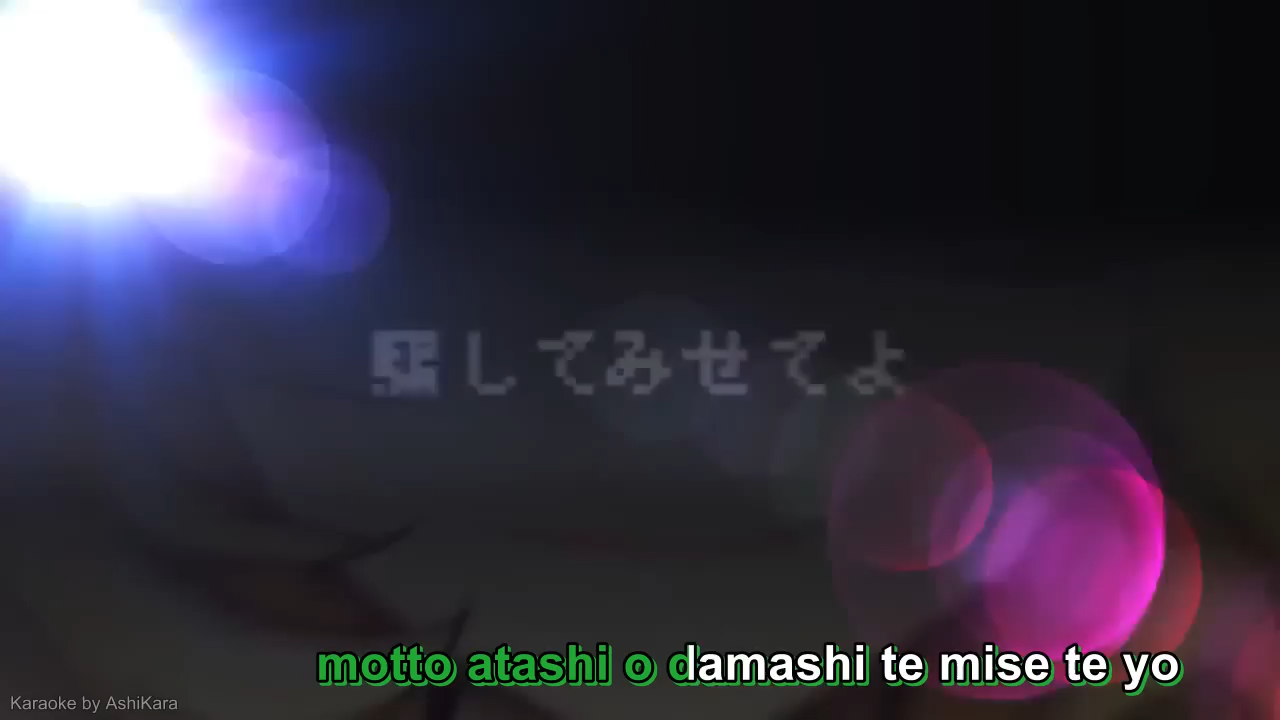 騙してみせてよ
motto atashi o damashi te mise te yo
Karaoke by AshiKara